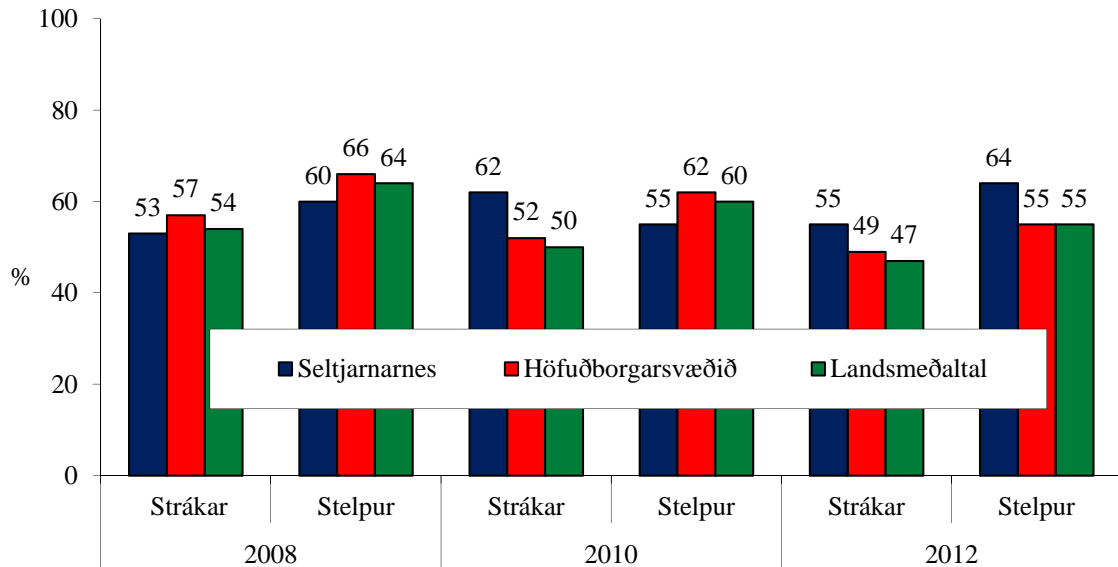 100
80
60
40
20
0
%
53 57 54
60 66 64
62 52 50
55 62 60
55 49 47
64 55 55
Seltjarnarnes Höfuðborgarsvæðið Landsmeðaltal
Strákar Stelpur Strákar Stelpur Strákar Stelpur
2008 2010 2012